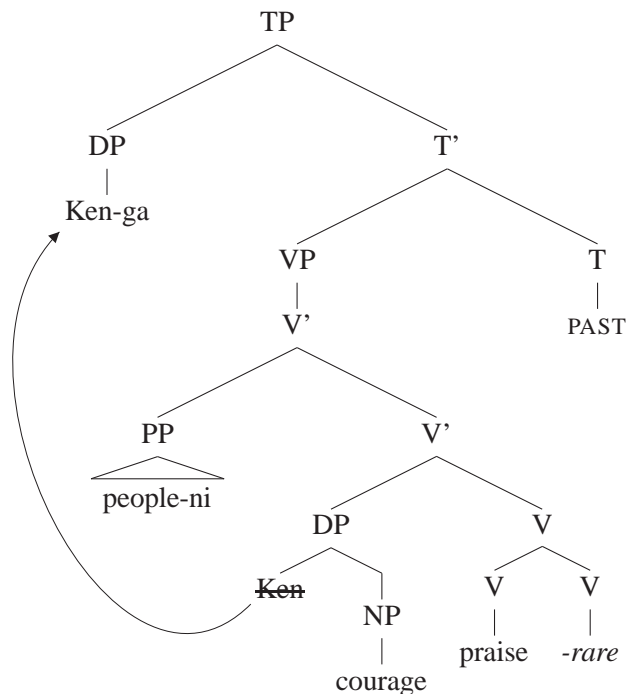 TP
DP T'
Ken-ga
VP T
V' PAST
PP V'
people-ni
DP V
Ken V V
NP
praise -rare
courage